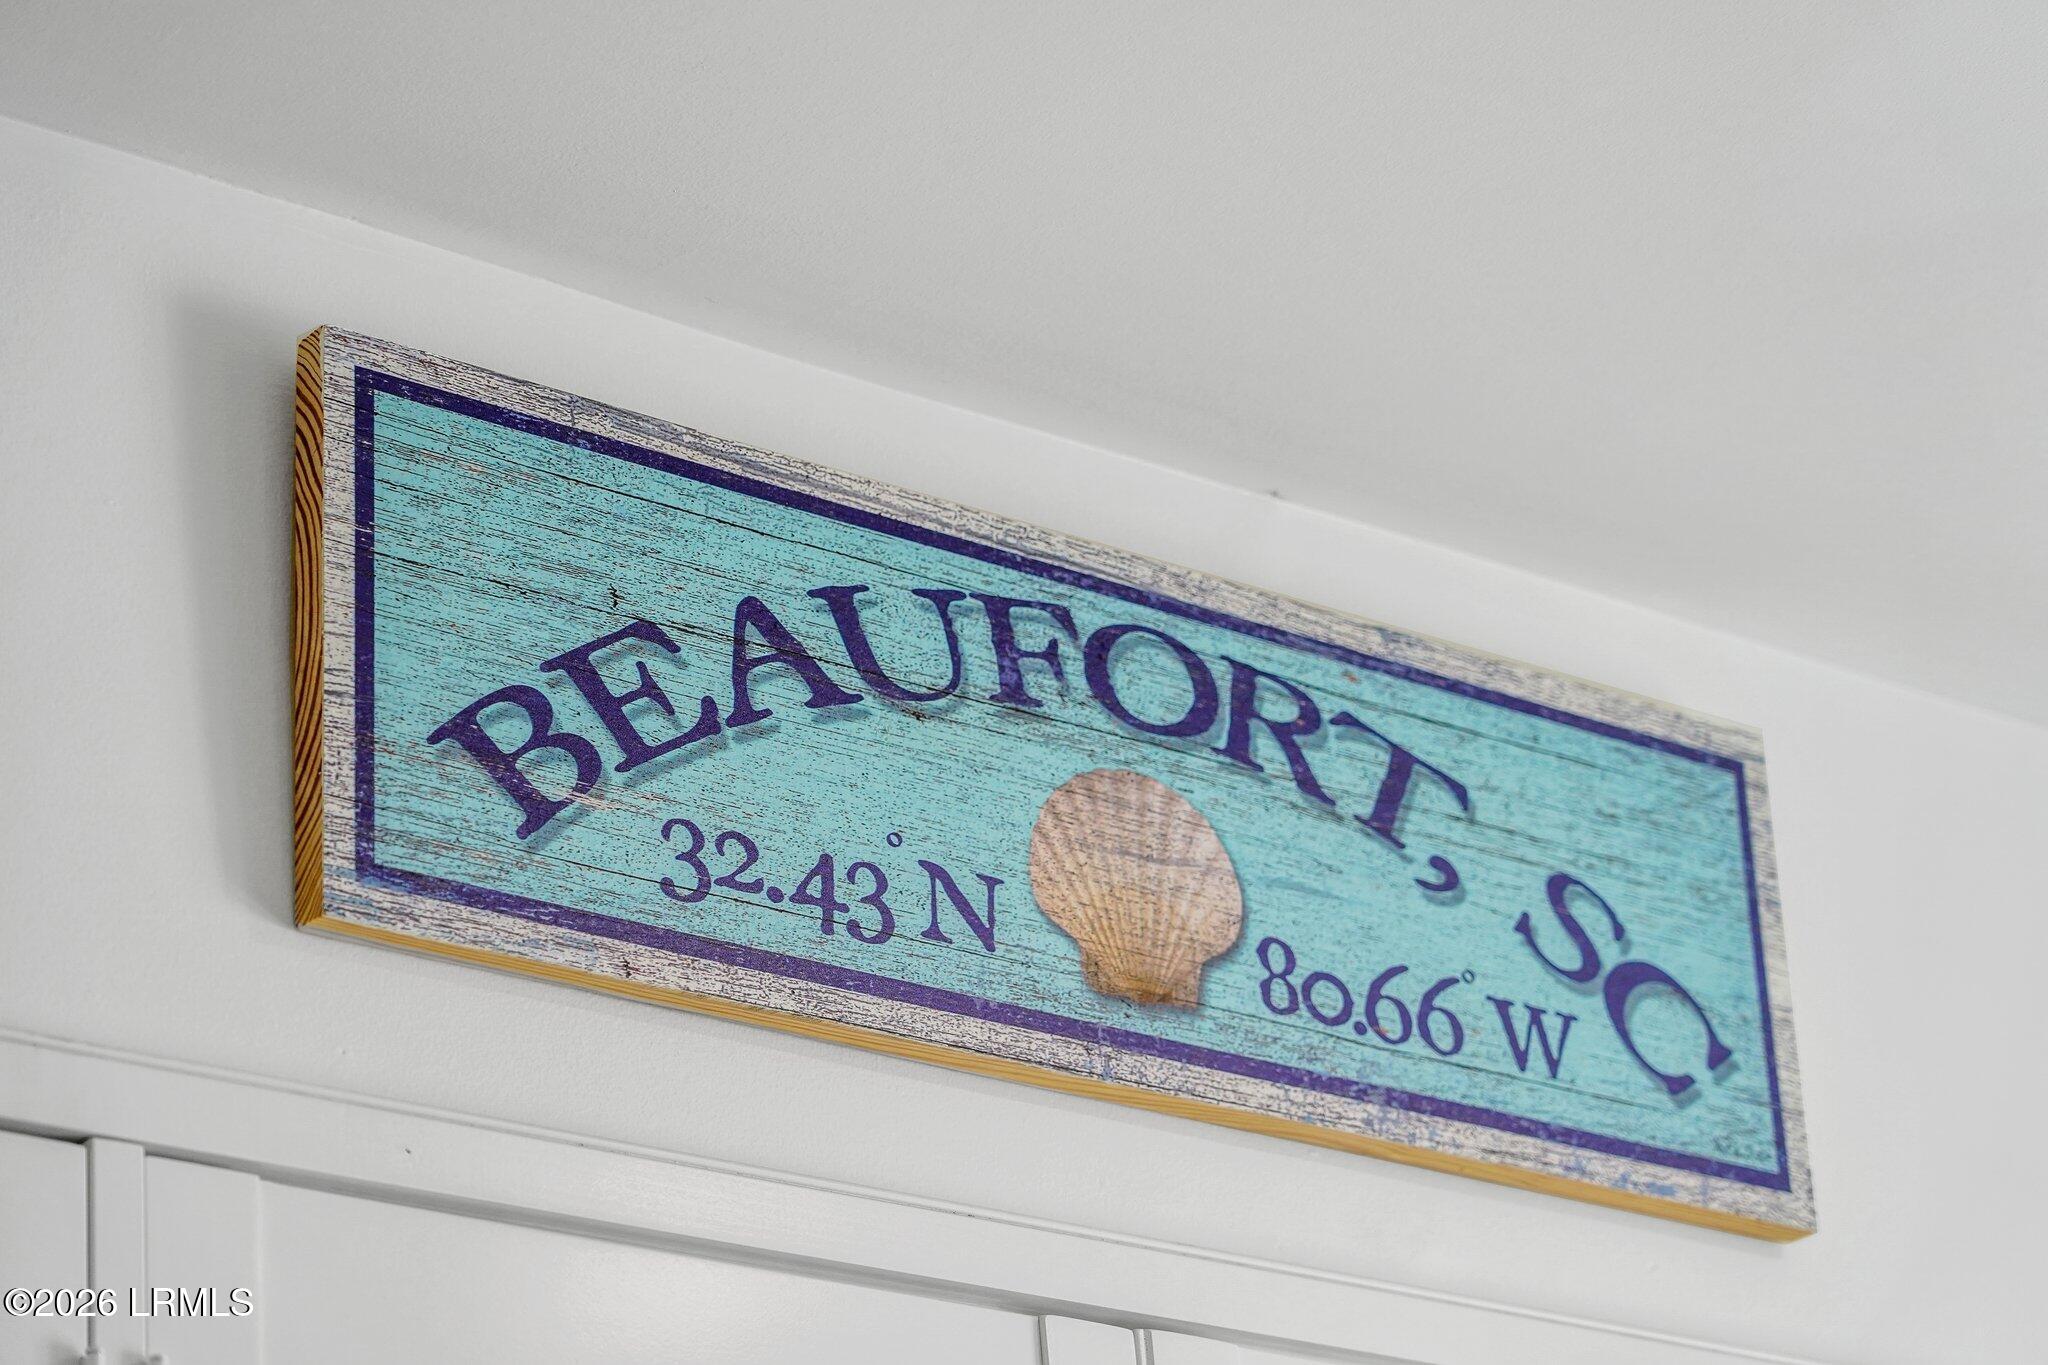 BEAUFORT, SC
32.43° N 80.66° W
©2026 LRMLS